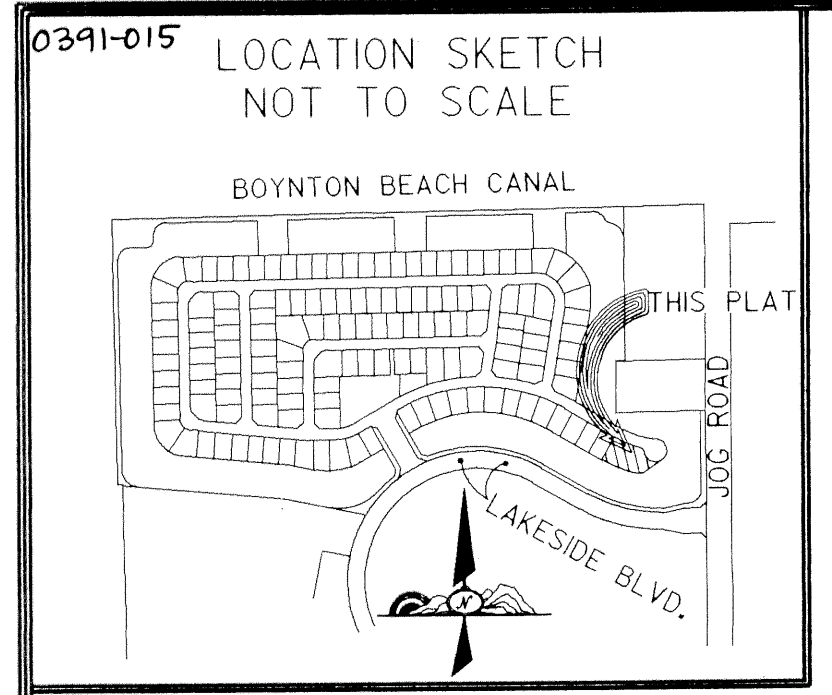 0391-015
LOCATION SKETCH
NOT TO SCALE
BOYNTON BEACH CANAL
THIS PLAT
JOG ROAD
LAKESIDE BLVD.
N